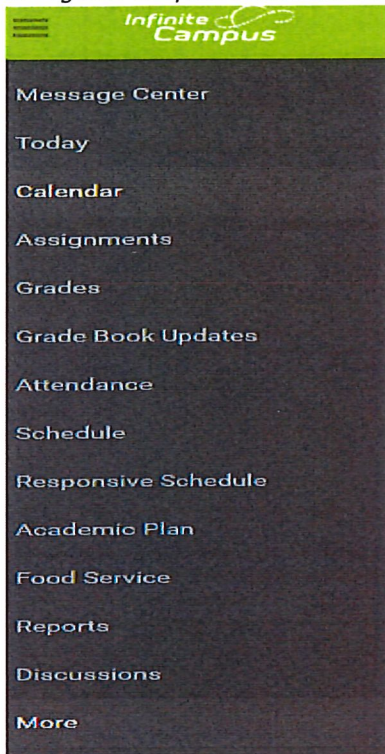 Infinite
Campus
Message Center
Today
Calendar
Assignments
Grades
Grade Book Updates
Attendance
Schedule
Responsive Schedule
Academic Plan
Food Service
Reports
Discussions
More